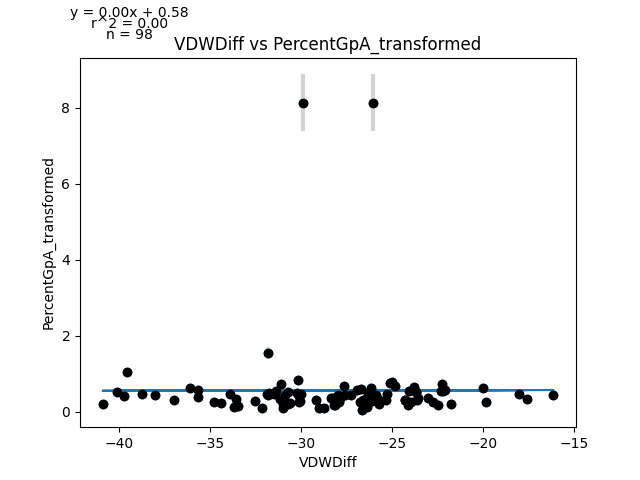 y = 0.00x + 0.58
r^2 = 0.00
n = 98
VDWDiff vs PercentGpA_transformed
PercentGpA_transformed
8
6
4
2
0
−40
−35
−30
−25
−20
−15
VDWDiff